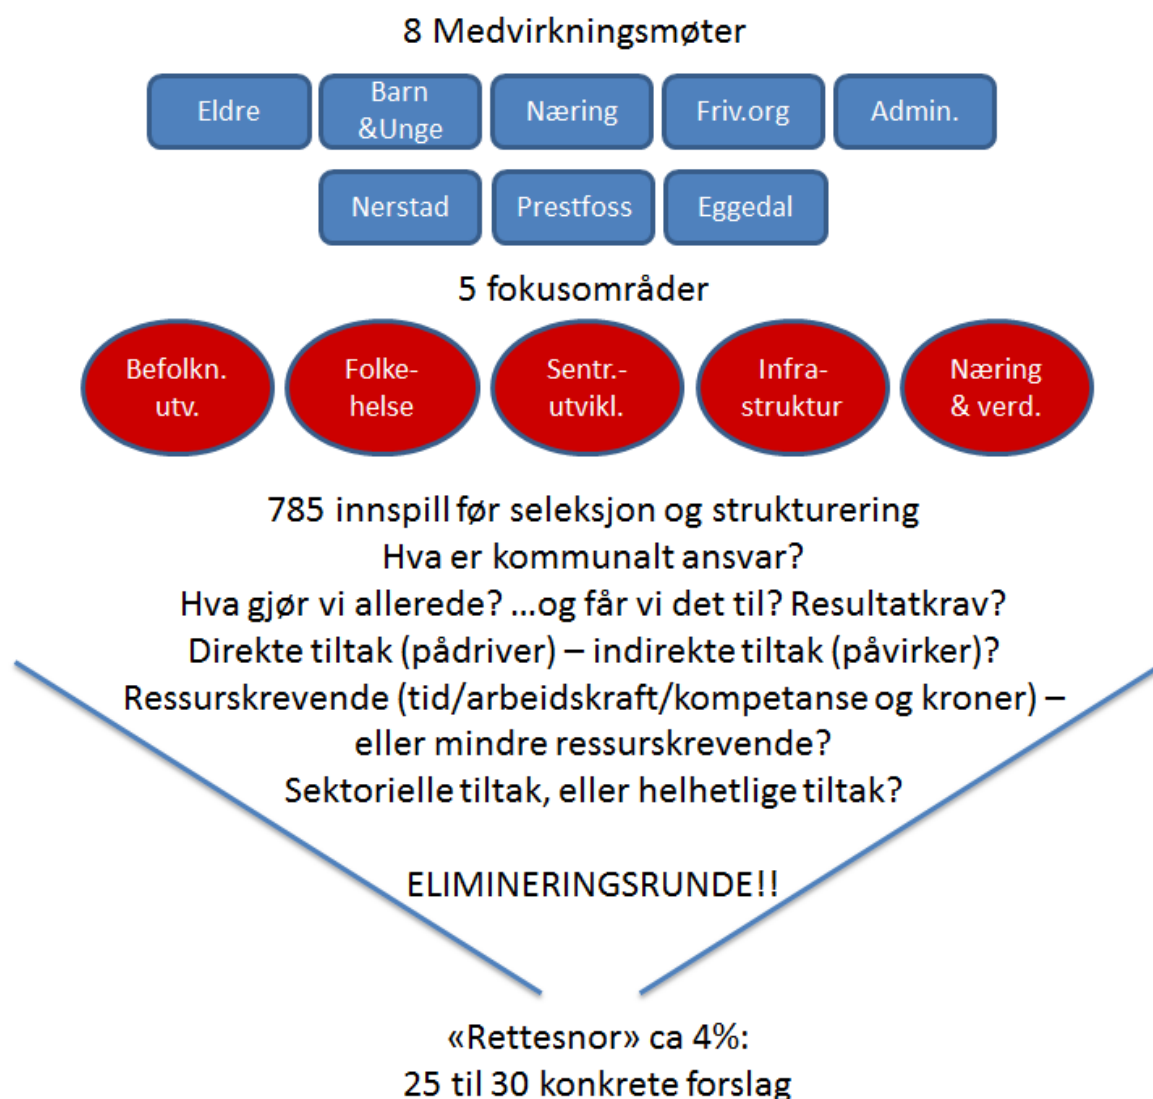 8 Medvirkningsmøter
Eldre
Barn
&Unge
Næring
Friv.org
Admin.
Nerstad
Prestfoss
Eggedal
5 fokusområder
Befolkn.
utv.
Folke-
helse
Sentr.-
utvikl.
Infra-
struktur
Næring
& verd.
785 innspill før seleksjon og strukturering
Hva er kommunalt ansvar?
Hva gjør vi allerede? ...og får vi det til? Resultatkrav?
Direkte tiltak (pådriver) – indirekte tiltak (påvirker)?
Ressurskrevende (tid/arbeidskraft/kompetanse og kroner) –
eller mindre ressurskrevende?
Sektorielle tiltak, eller helhetlige tiltak?
ELIMINERINGSRUNDE!!
«Rettesnor» ca 4%:
25 til 30 konkrete forslag